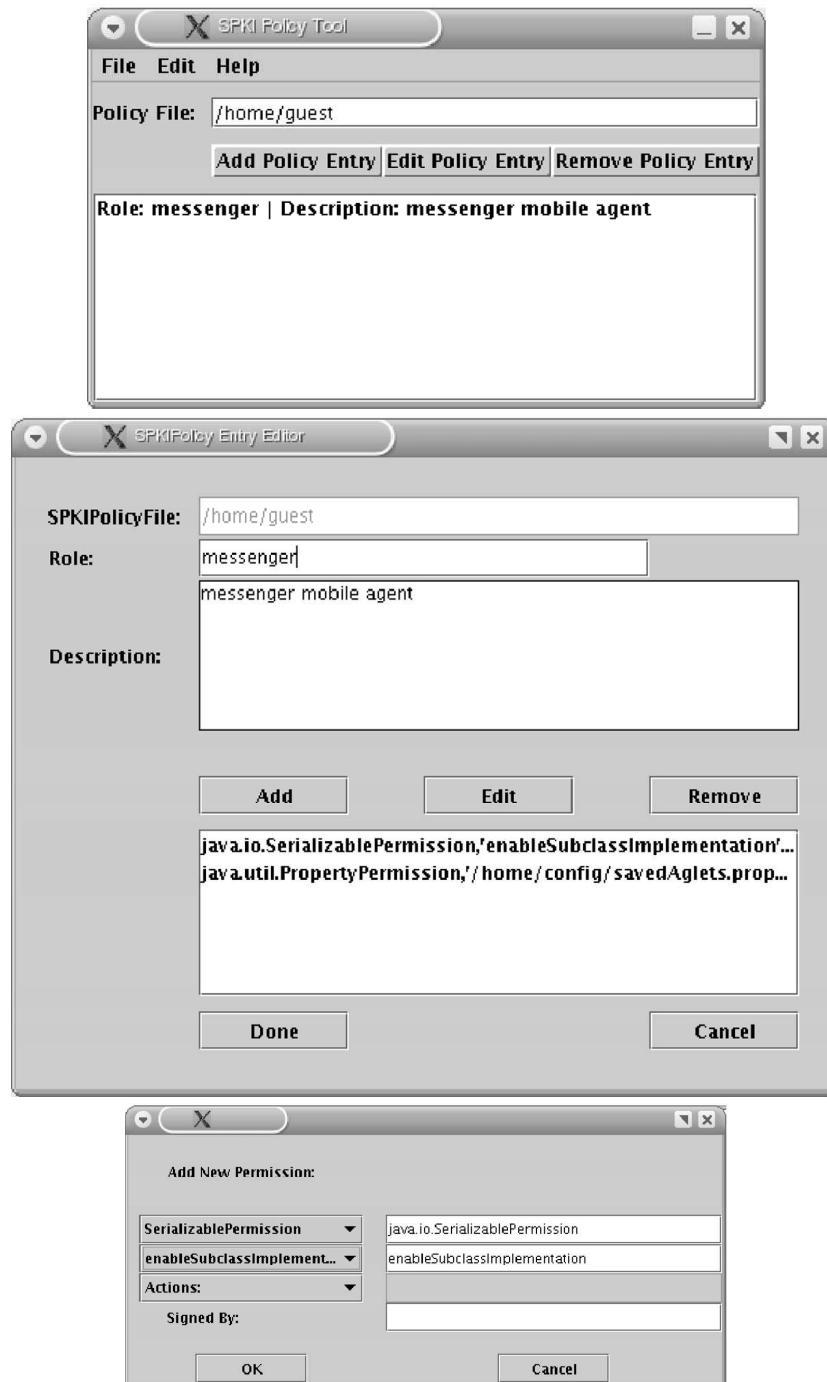 SPKI Policy Tool
File Edit Help
Policy File: /home/guest
Add Policy Entry Edit Policy Entry Remove Policy Entry
Role: messenger | Description: messenger mobile agent
SPKIPolicy Entry Editor
SPKIPolicyFile: /home/guest
Role: messenger
messenger mobile agent
Description:
Add Edit Remove
java.io.SerializablePermission,'enableSubclassImplementation'...
java.util.PropertyPermission,'/home/config/savedAglets.prop...
Done Cancel
Add New Permission:
SerializablePermission java.io.SerializablePermission
enableSubclassImplement... enableSubclassImplementation
Actions:
Signed By:
OK Cancel